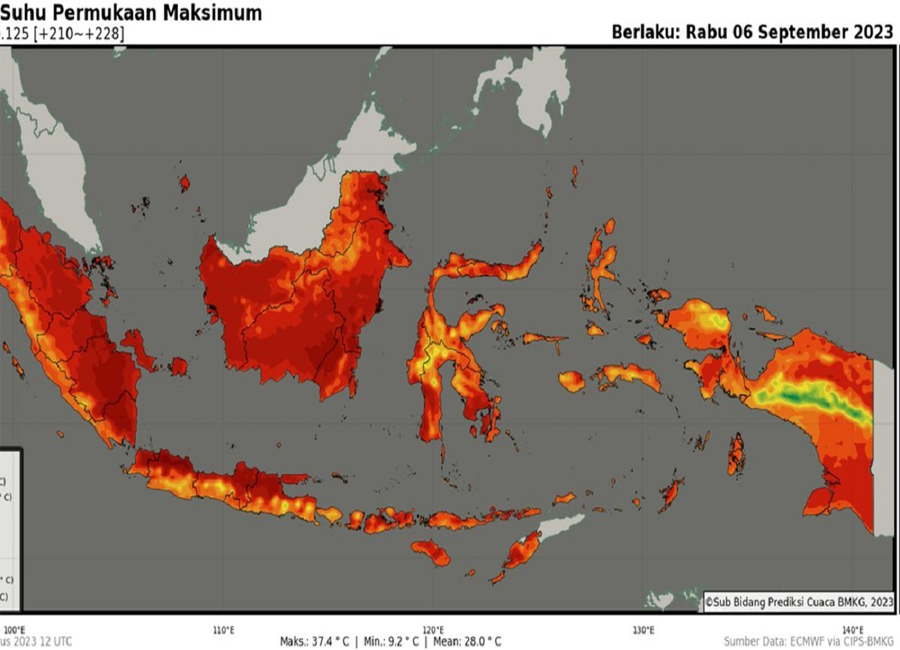 Suhu Permukaan Maksimum
.125 [+210~+228]
Berlaku: Rabu 06 September 2023
C)
°C)
°C)
C)
©Sub Bidang Prediksi Cuaca BMKG, 2023
100°E
110°E
120°E
130°E
140°E
us 2023 12 UTC
Maks.: 37.4 °C | Min.: 9.2 °C | Mean: 28.0 °C
Sumber Data: ECMWF via CIPS-BMKG